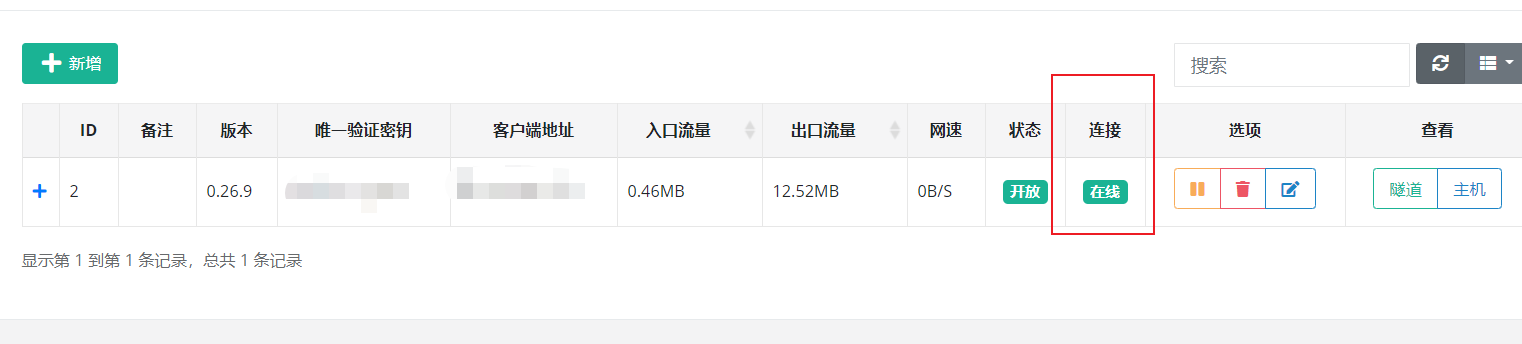 新增
搜索
ID 备注 版本 唯一验证密钥 客户端地址 入口流量 出口流量 网速 状态 连接 选项 查看
2 0.26.9 0.46MB 12.52MB 0B/S 开放 在线 隧道 主机
显示第 1 到第 1 条记录，总共 1 条记录